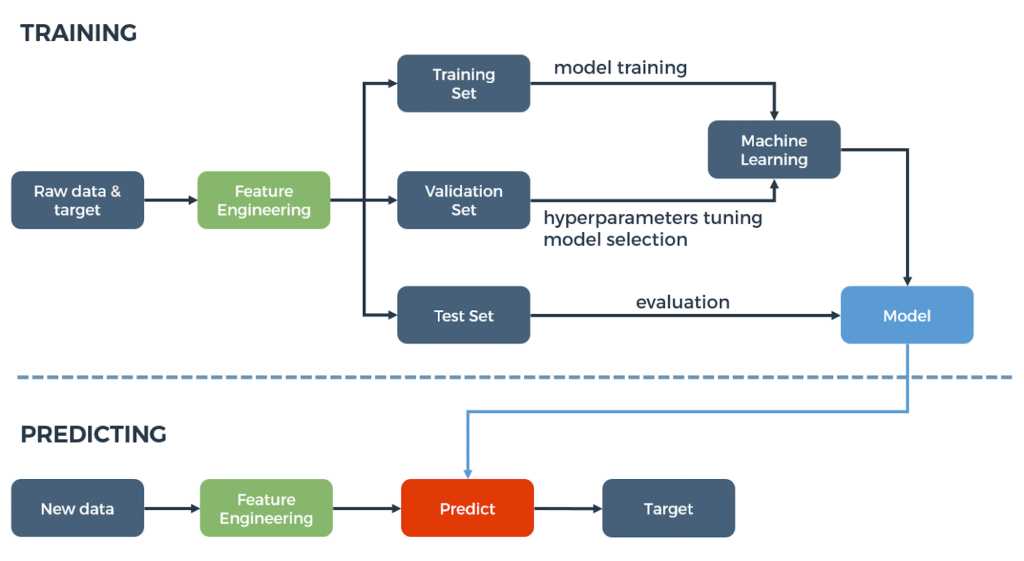 TRAINING
Training
Set
model training
Machine
Learning
Raw data &
target
Feature
Engineering
Validation
Set
hyperparameters tuning
model selection
Test Set
evaluation
Model
PREDICTING
New data
Feature
Engineering
Predict
Target